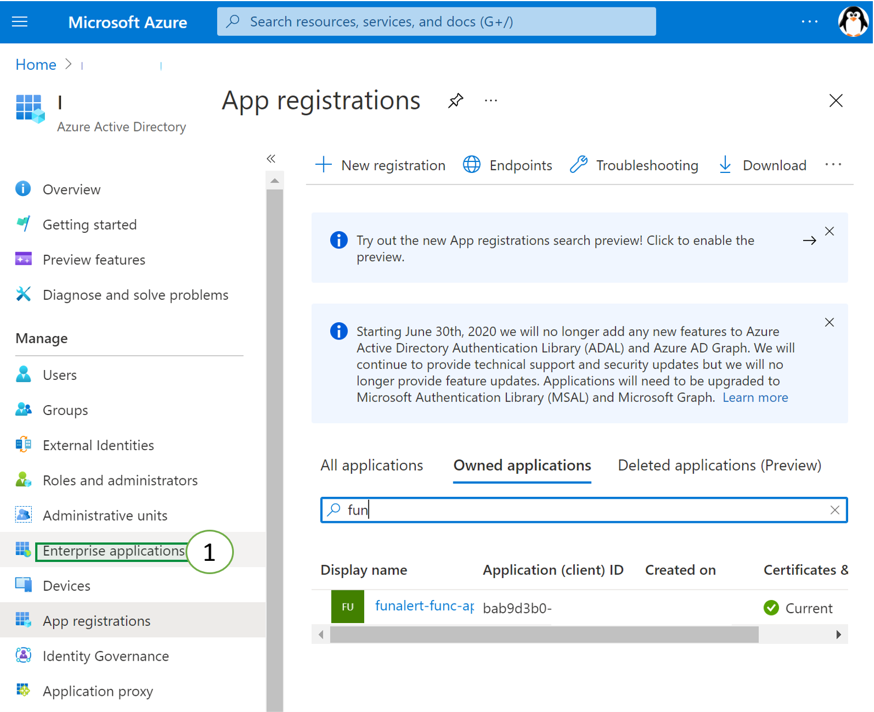 Microsoft Azure
Search resources, services, and docs (G+/)
Home
Azure Active Directory
App registrations
Overview
Getting started
Preview features
Diagnose and solve problems
Manage
Users
Groups
External Identities
Roles and administrators
Administrative units
Enterprise applications
1
Devices
App registrations
Identity Governance
Application proxy
New registration
Endpoints
Troubleshooting
Download
Try out the new App registrations search preview! Click to enable the
preview.
Starting June 30th, 2020 we will no longer add any new features to Azure
Active Directory Authentication Library (ADAL) and Azure AD Graph. We will
continue to provide technical support and security updates but we will no
longer provide feature updates. Applications will need to be upgraded to
Microsoft Authentication Library (MSAL) and Microsoft Graph. Learn more
All applications
Owned applications
Deleted applications (Preview)
fun
Display name
Application (client) ID
Created on
Certificates &
FU
funalert-func-ap
bab9d3b0-
Current